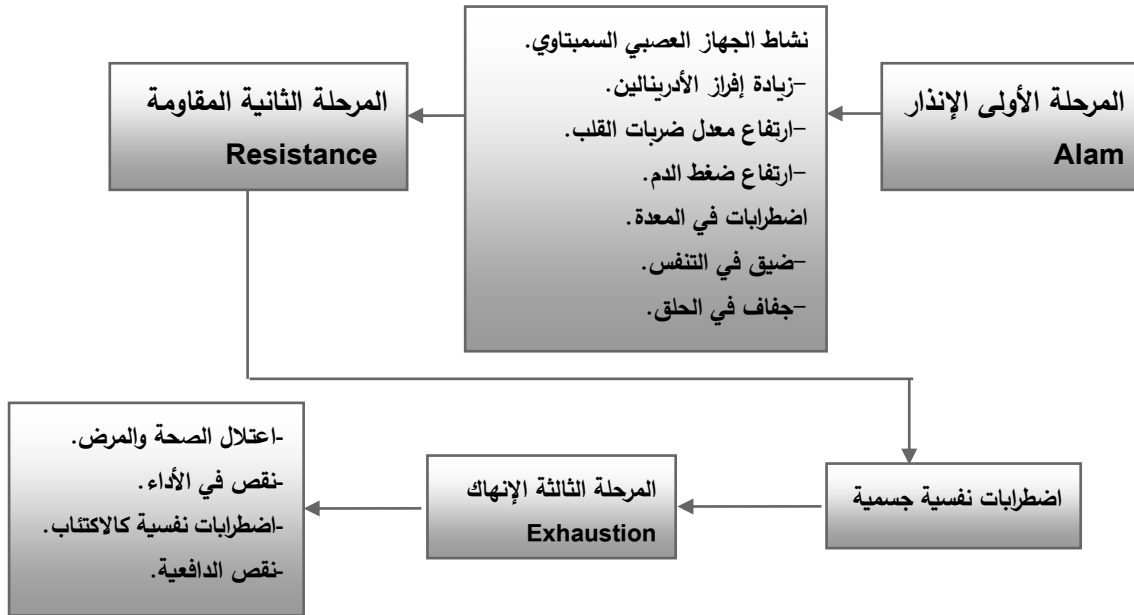 المرحلة الأولى الإنذار
Alam
نشاط الجهاز العصبي السمبتاوي.
-زيادة إفراز الأدرينالين.
-ارتفاع معدل ضربات القلب.
-ارتفاع ضغط الدم.
اضطرابات في المعدة.
-ضيق في التنفس.
-جفاف في الحلق.
المرحلة الثانية المقاومة
Resistance
اضطرابات نفسية جسمية
المرحلة الثالثة الإنهاك
Exhaustion
-اعتلال الصحة والمرض.
-نقص في الأداء.
-اضطرابات نفسية كالاكتئاب.
-نقص الدافعية.